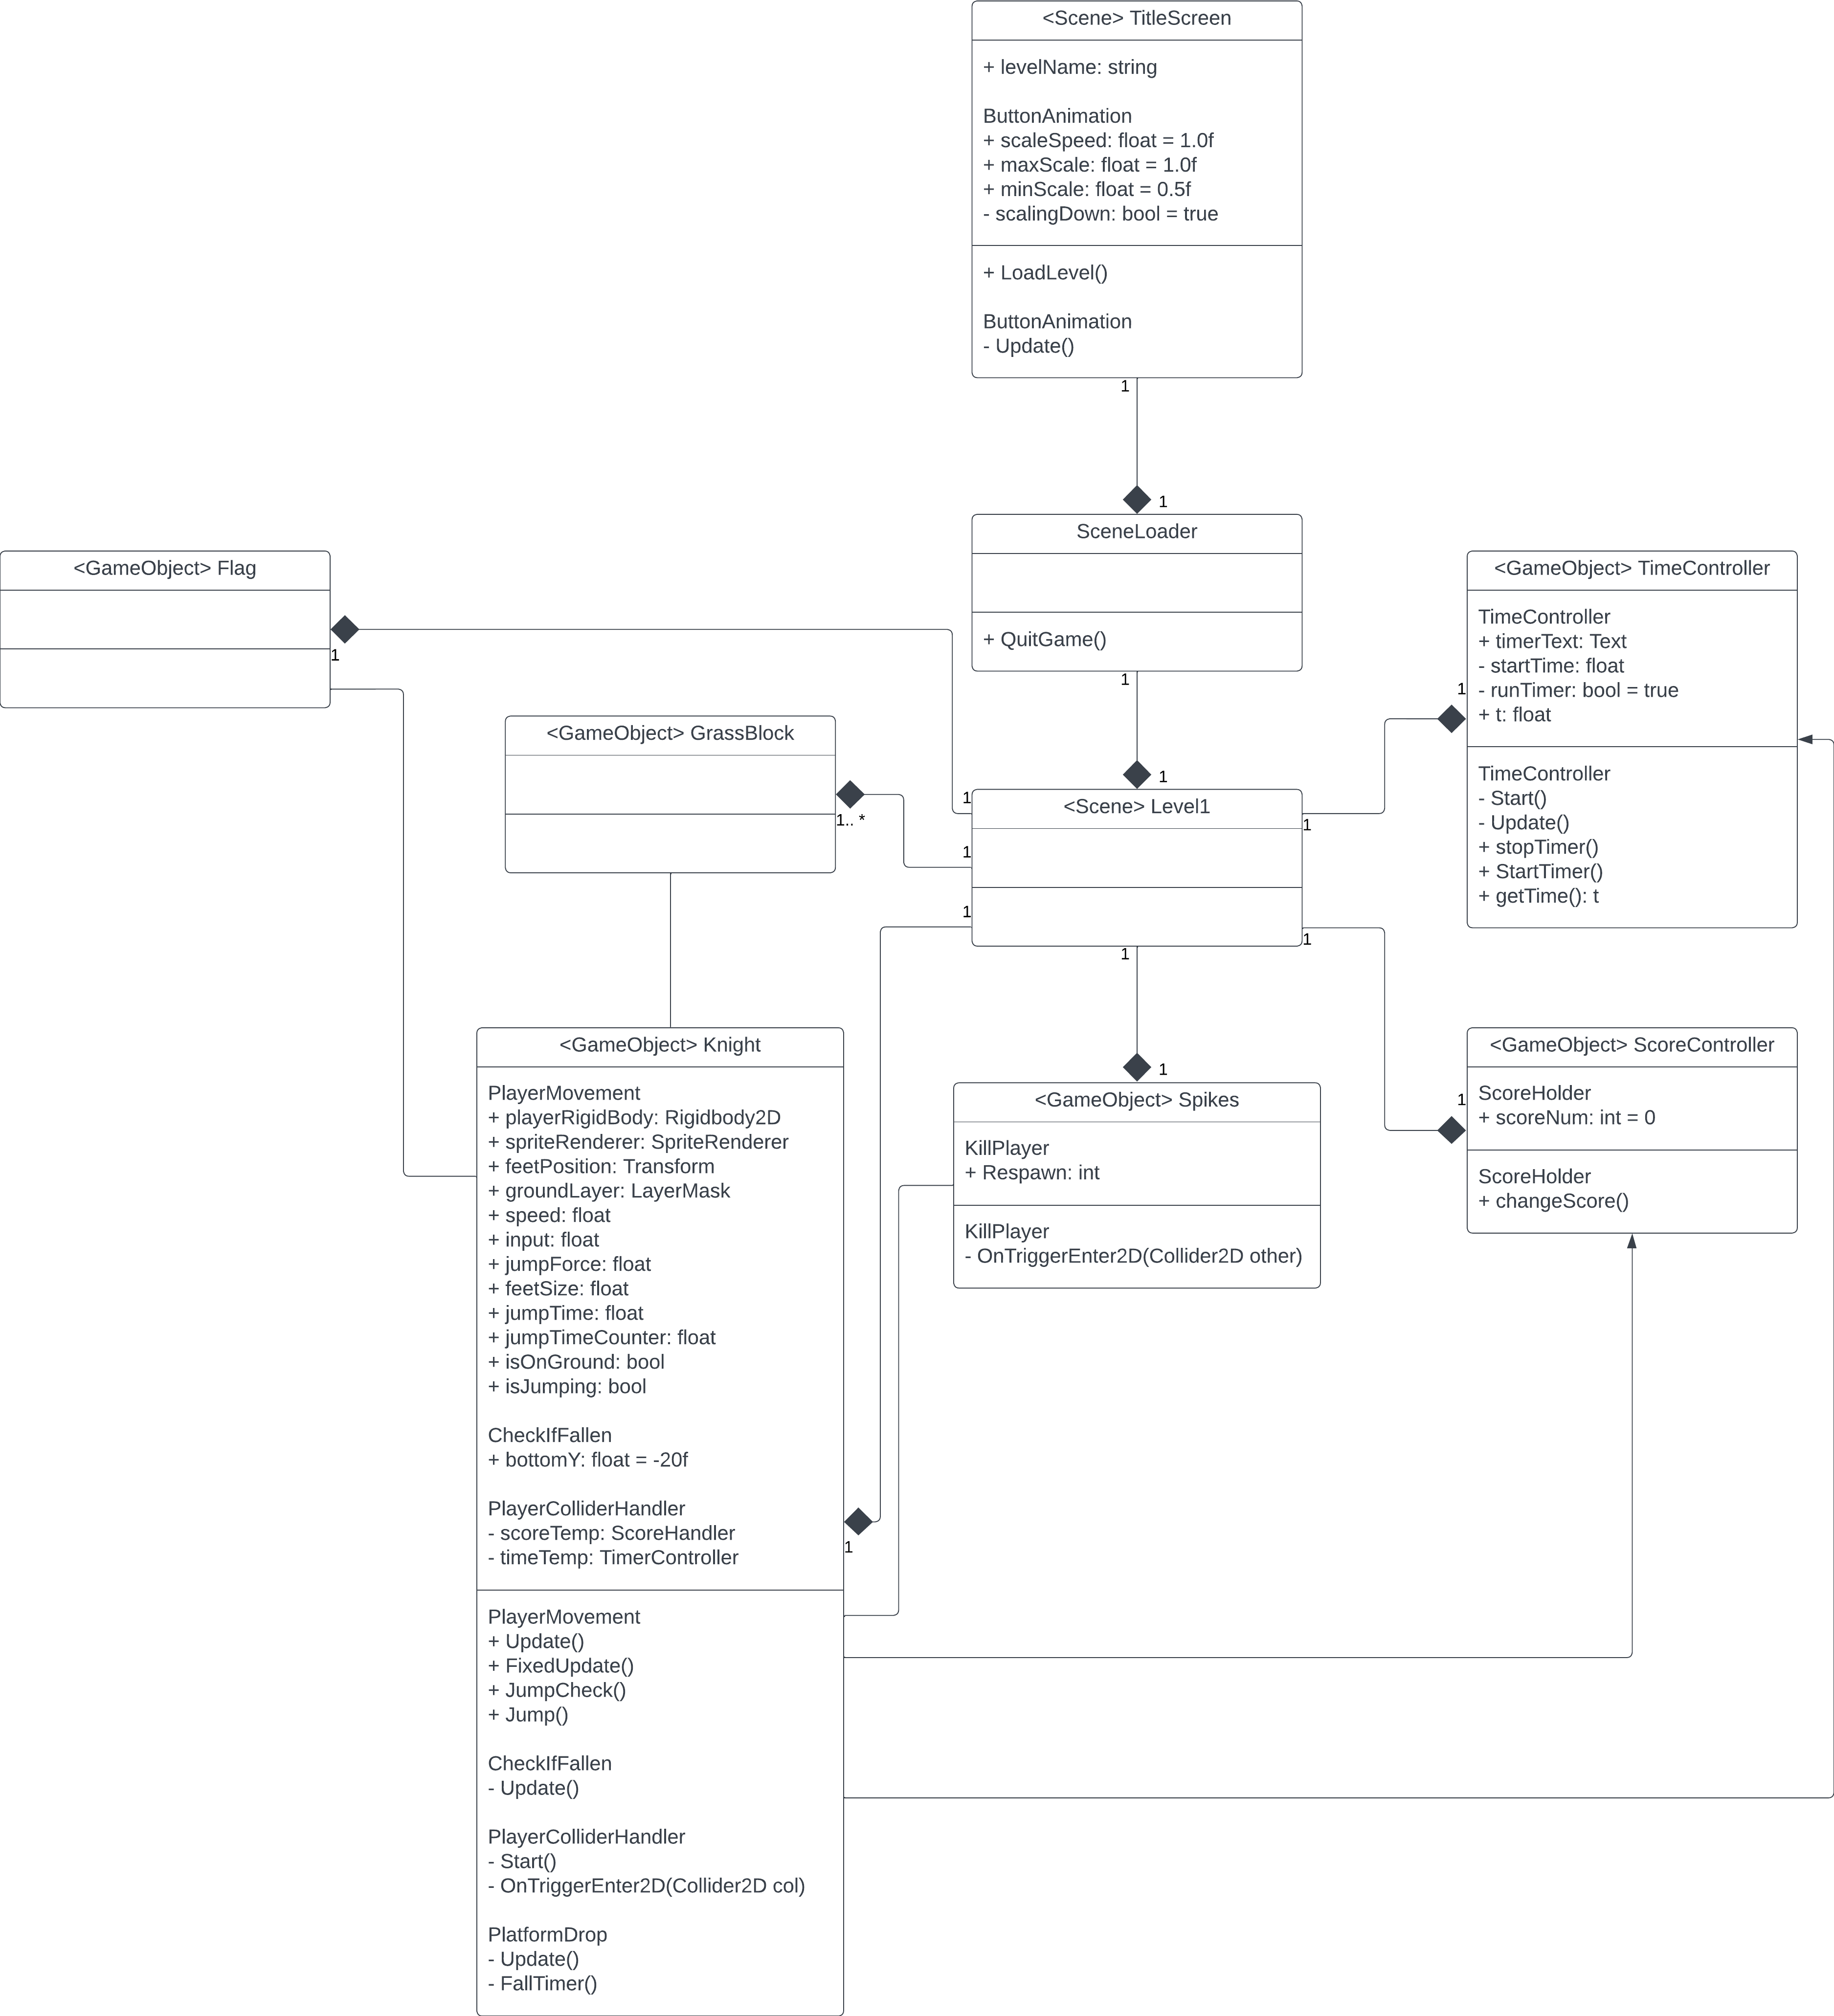 <Scene> TitleScreen
+ levelName: string
ButtonAnimation
+ scaleSpeed: float = 1.0f
+ maxScale: float = 1.0f
+ minScale: float = 0.5f
- scalingDown: bool = true
+ LoadLevel()
ButtonAnimation
- Update()
1
1
SceneLoader
+ QuitGame()
1
1
<GameObject> Flag
1
<GameObject> TimeController
TimeController
+ timerText: Text
- startTime: float
- runTimer: bool = true
+ t: float
TimeController
- Start()
- Update()
+ stopTimer()
+ StartTimer()
+ getTime(): t
1
<GameObject> GrassBlock
1.. *
<Scene> Level1
1
1
1
1
1
1
1
<GameObject> Knight
PlayerMovement
+ playerRigidBody: Rigidbody2D
+ spriteRenderer: SpriteRenderer
+ feetPosition: Transform
+ groundLayer: LayerMask
+ speed: float
+ input: float
+ jumpForce: float
+ feetSize: float
+ jumpTime: float
+ jumpTimeCounter: float
+ isOnGround: bool
+ isJumping: bool
CheckIfFallen
+ bottomY: float = -20f
PlayerColliderHandler
- scoreTemp: ScoreHandler
- timeTemp: TimerController
PlayerMovement
+ Update()
+ FixedUpdate()
+ JumpCheck()
+ Jump()
CheckIfFallen
- Update()
PlayerColliderHandler
- Start()
- OnTriggerEnter2D(Collider2D col)
PlatformDrop
- Update()
- FallTimer()
1
<GameObject> Spikes
KillPlayer
+ Respawn: int
KillPlayer
- OnTriggerEnter2D(Collider2D other)
<GameObject> ScoreController
ScoreHolder
+ scoreNum: int = 0
ScoreHolder
+ changeScore()
1